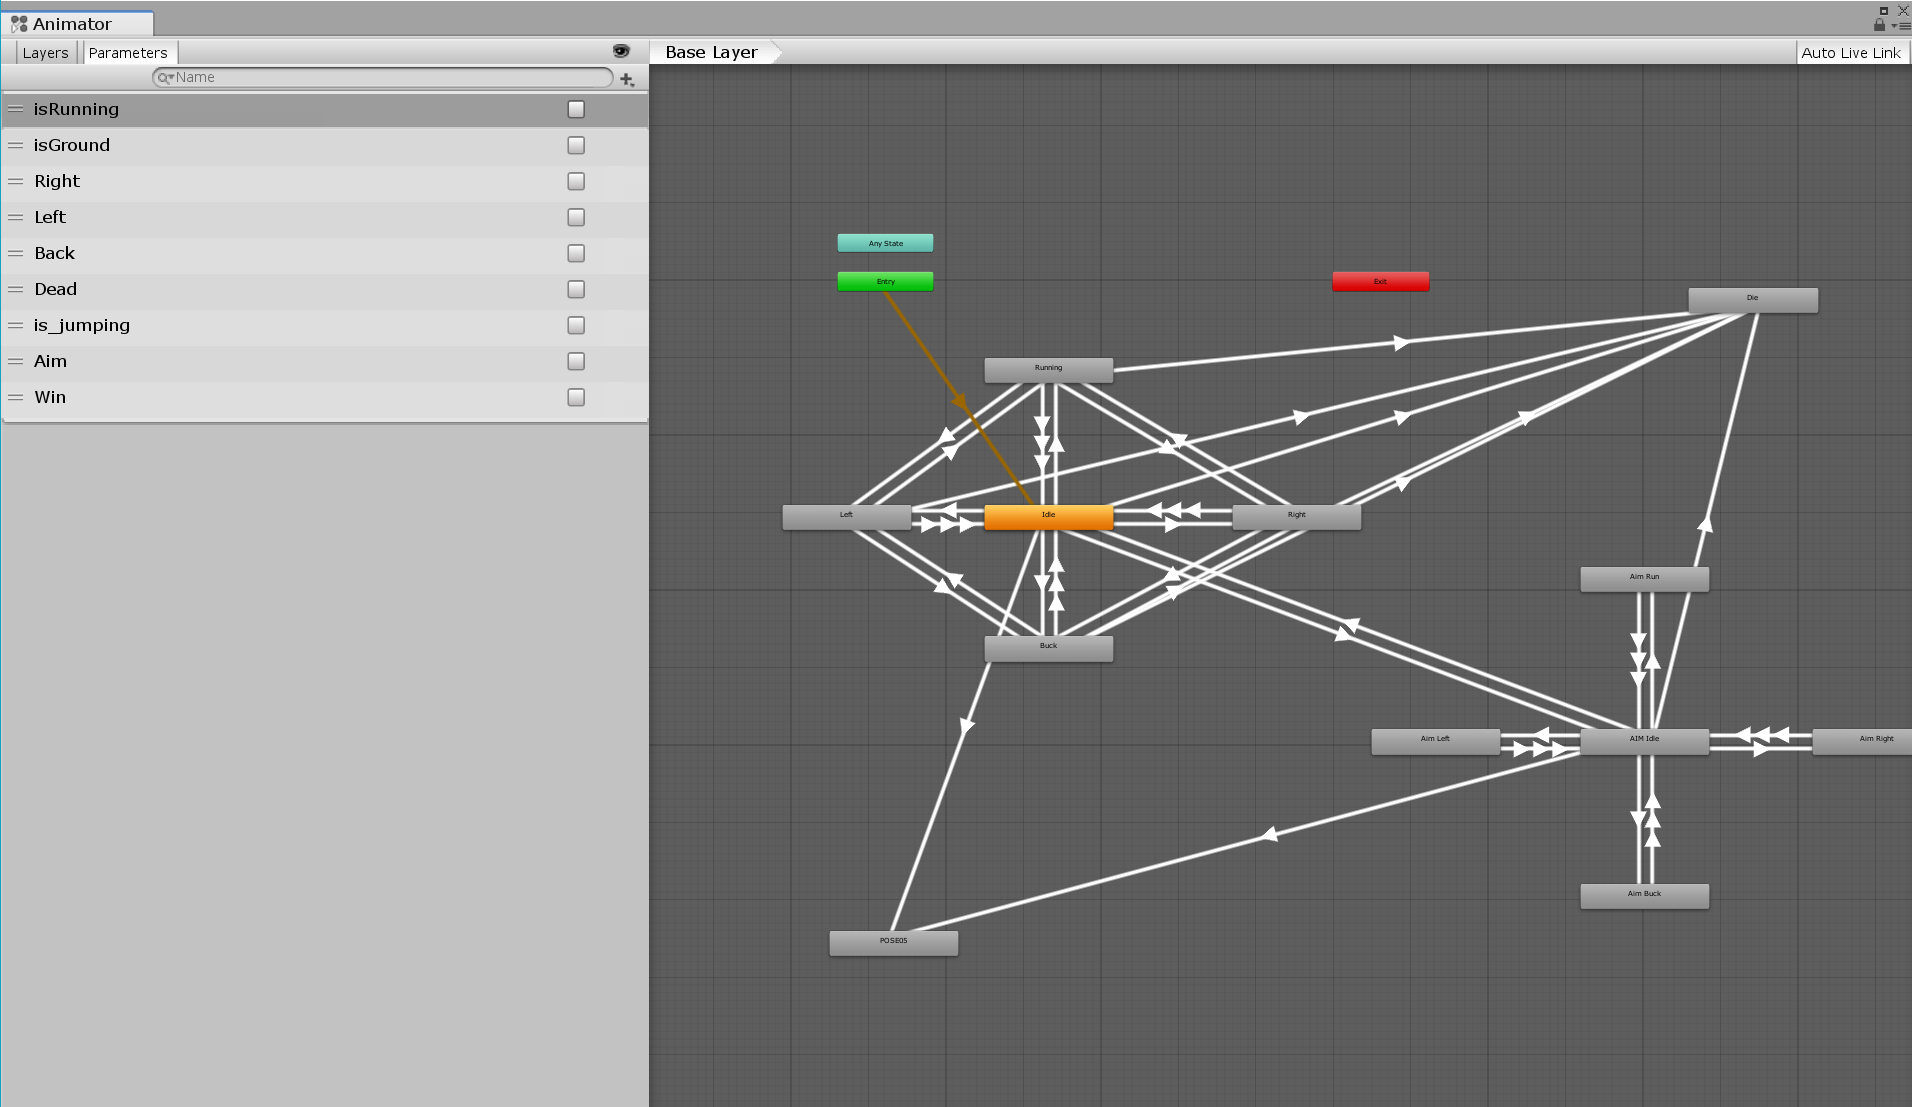 Animator
Layers
Parameters
Base Layer
Auto Live Link
Name
isRunning
isGround
Right
Left
Back
Dead
is_jumping
Aim
Win
Any State
Entry
Exit
Die
Running
Left
Idle
Right
Aim Run
Buck
Aim Left
AIM Idle
Aim Right
Aim Buck
POSE05